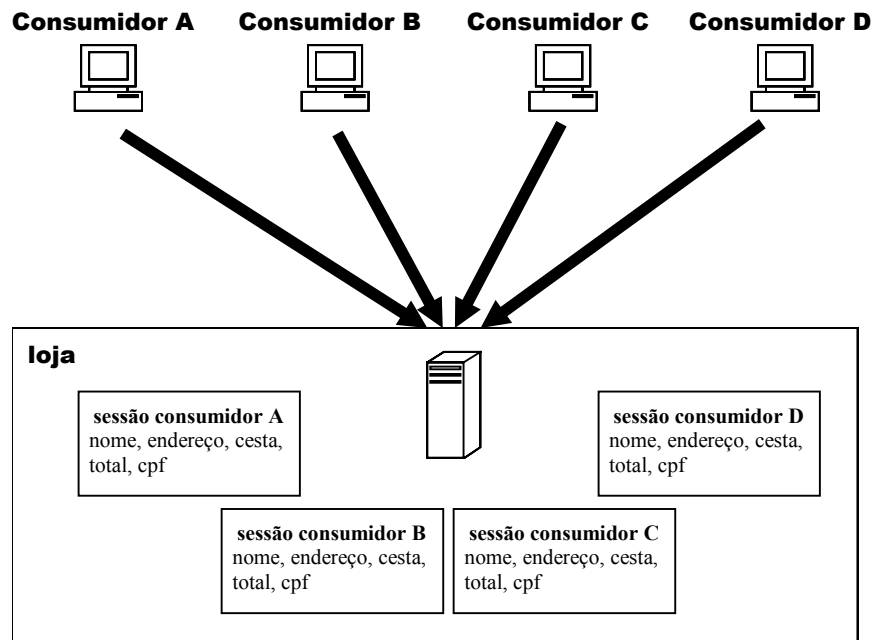 Consumidor A Consumidor B Consumidor C Consumidor D
loja
sessão consumidor A
nome, endereço, cesta,
total, cpf
sessão consumidor D
nome, endereço, cesta,
total, cpf
sessão consumidor B
nome, endereço, cesta,
total, cpf
sessão consumidor C
nome, endereço, cesta,
total, cpf